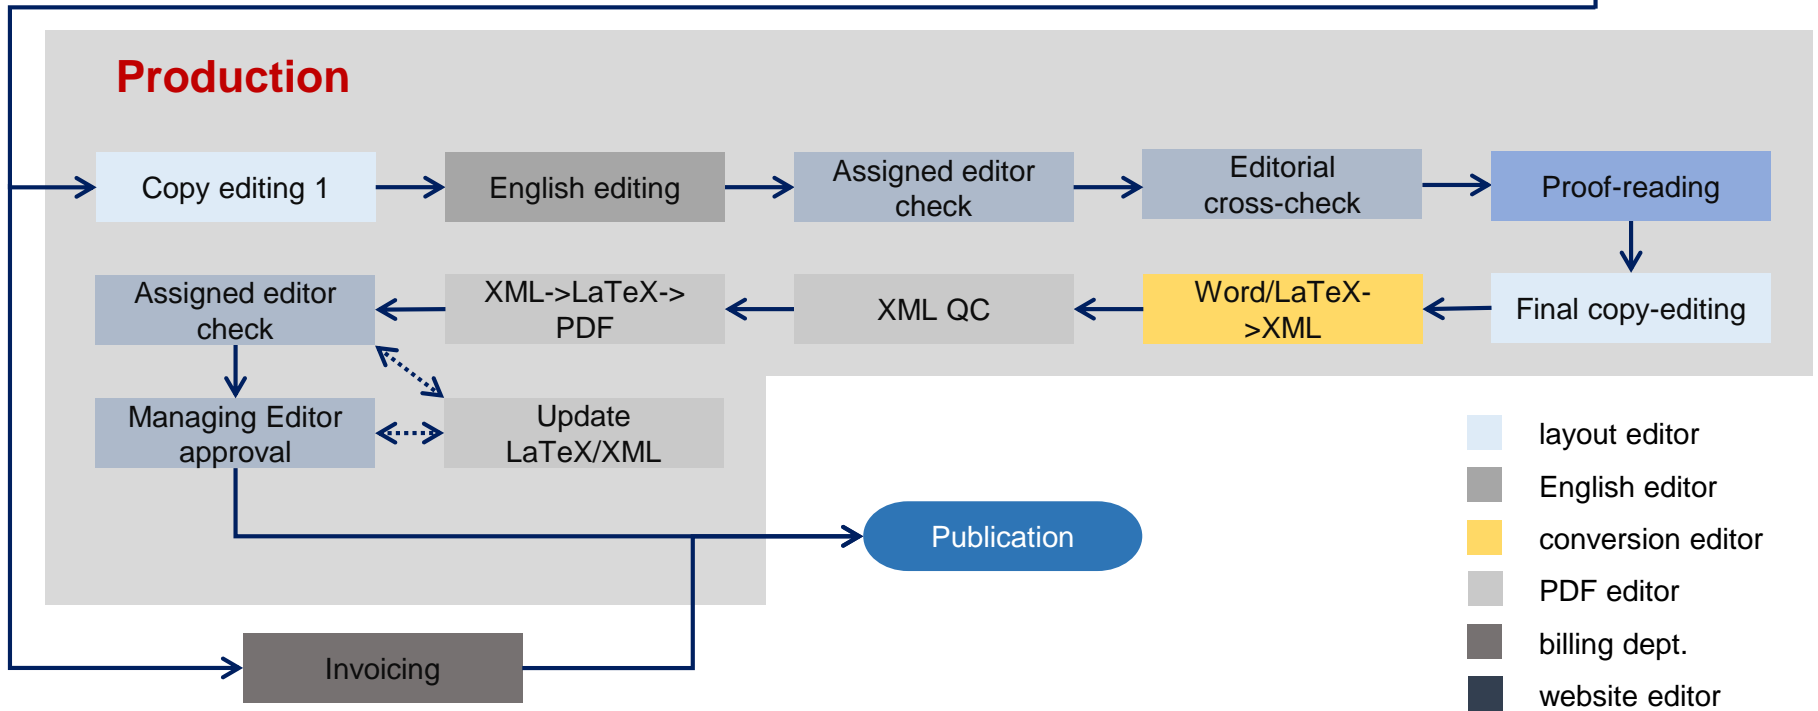 Production
Copy editing 1
English editing
Assigned editor
check
Editorial
cross-check
Proof-reading
Assigned editor
check
XML->LaTeX->
PDF
XML QC
Word/LaTeX-
>XML
Final copy-editing
Managing Editor
approval
Update
LaTeX/XML
Publication
Invoicing
layout editor
English editor
conversion editor
PDF editor
billing dept.
website editor